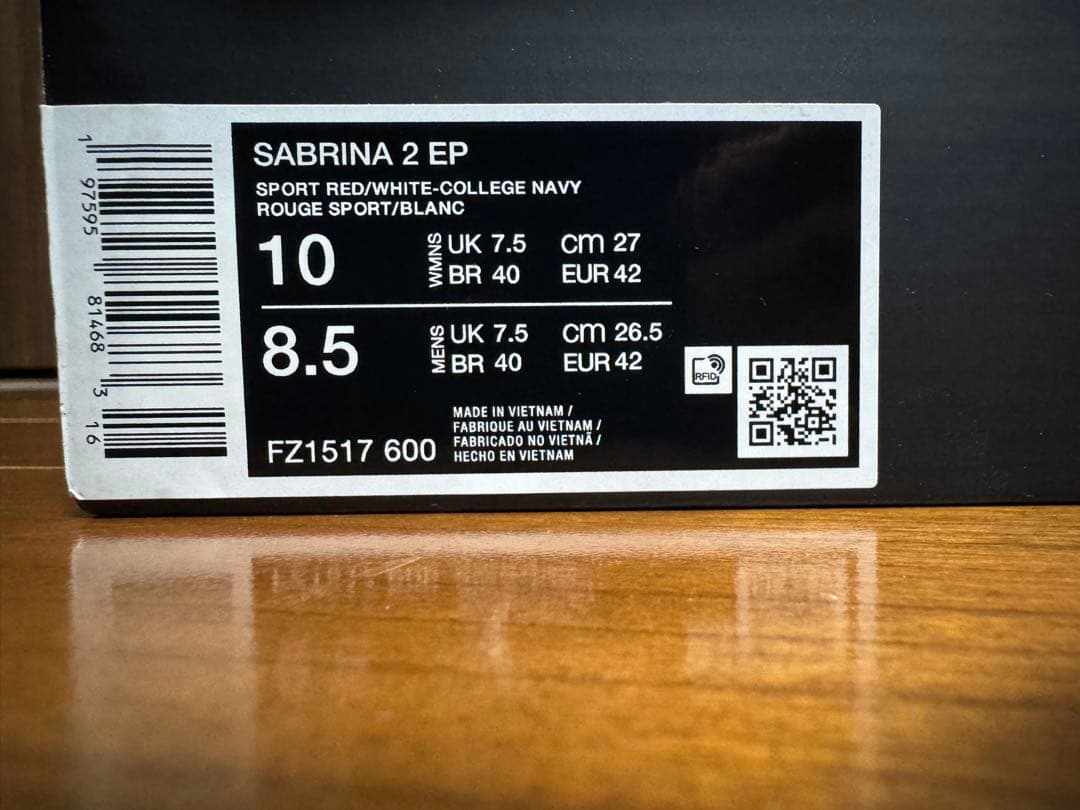 SABRINA 2 EP
SPORT RED/WHITE-COLLEGE NAVY
ROUGE SPORT/BLANC
10 WMNS UK 7.5 cm 27
BR 40 EUR 42
8.5 MENS UK 7.5 cm 26.5
BR 40 EUR 42
RFID
MADE IN VIETNAM /
FABRIQUE AU VIETNAM /
FABRICADO NO VIETNÃ /
HECHO EN VIETNAM
FZ1517 600
1 97595 81468 3 16